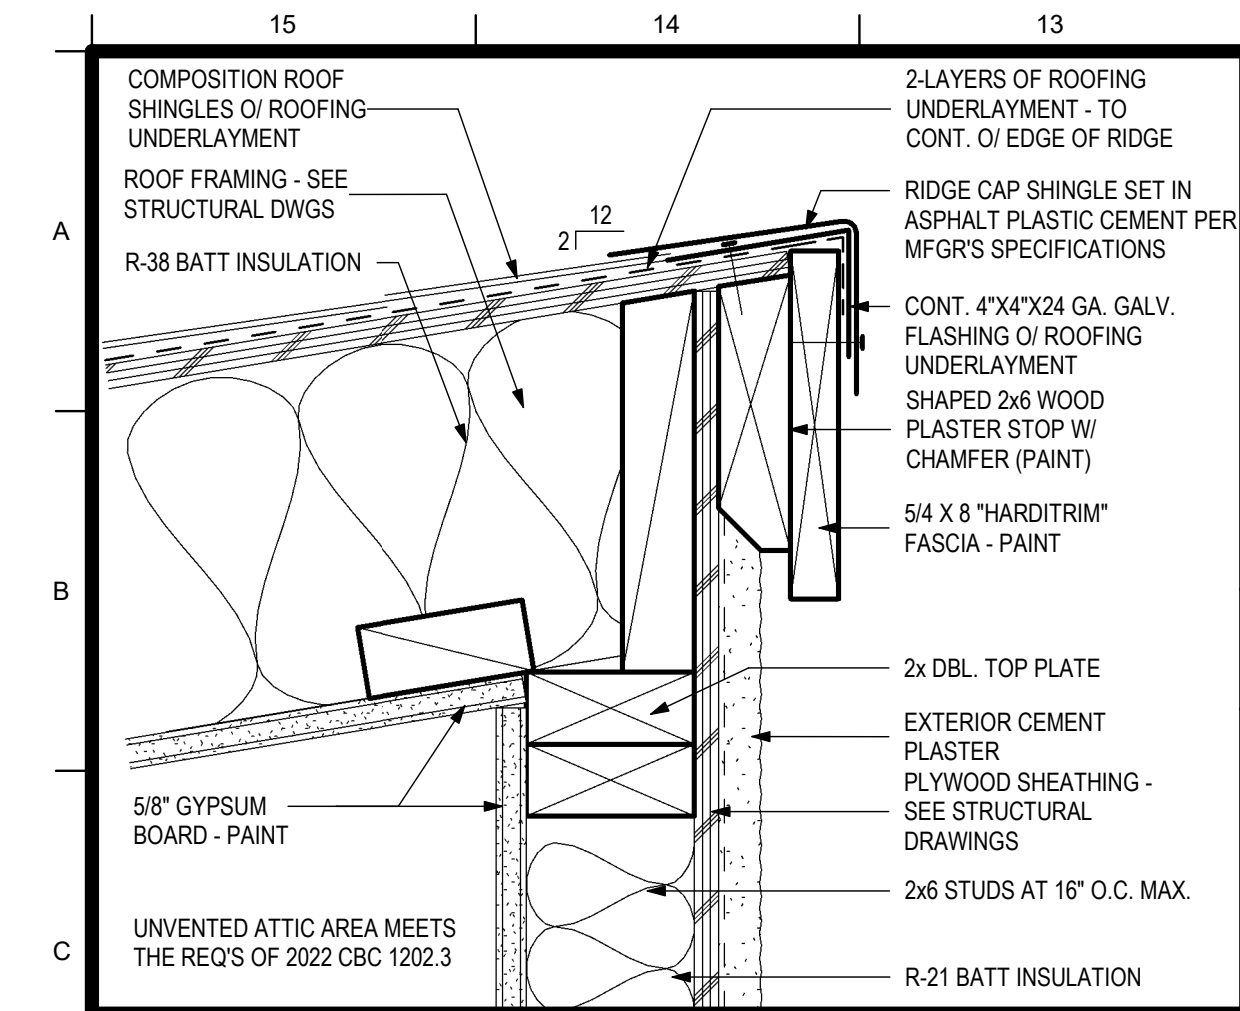 15
14
13
A
B
C
COMPOSITION ROOF
SHINGLES O/ ROOFING
UNDERLAYMENT
ROOF FRAMING - SEE
STRUCTURAL DWGS
R-38 BATT INSULATION
12
2
2-LAYERS OF ROOFING
UNDERLAYMENT - TO
CONT. O/ EDGE OF RIDGE
RIDGE CAP SHINGLE SET IN
ASPHALT PLASTIC CEMENT PER
MFGR'S SPECIFICATIONS
CONT. 4"X4"X24 GA. GALV.
FLASHING O/ ROOFING
UNDERLAYMENT
SHAPED 2x6 WOOD
PLASTER STOP W/
CHAMFER (PAINT)
5/4 X 8 "HARDITRIM"
FASCIA - PAINT
2x DBL. TOP PLATE
EXTERIOR CEMENT
PLASTER
PLYWOOD SHEATHING -
SEE STRUCTURAL
DRAWINGS
2x6 STUDS AT 16" O.C. MAX.
R-21 BATT INSULATION
5/8" GYPSUM
BOARD - PAINT
UNVENTED ATTIC AREA MEETS
THE REQ'S OF 2022 CBC 1202.3